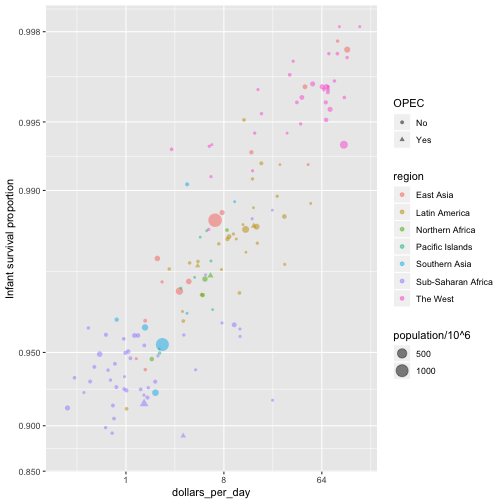 0.998
0.995
0.990
0.950
0.900
0.850
Infant survival proportion
1
8
64
dollars_per_day
OPEC
No
Yes
region
East Asia
Latin America
Northern Africa
Pacific Islands
Southern Asia
Sub-Saharan Africa
The West
population/10^6
500
1000